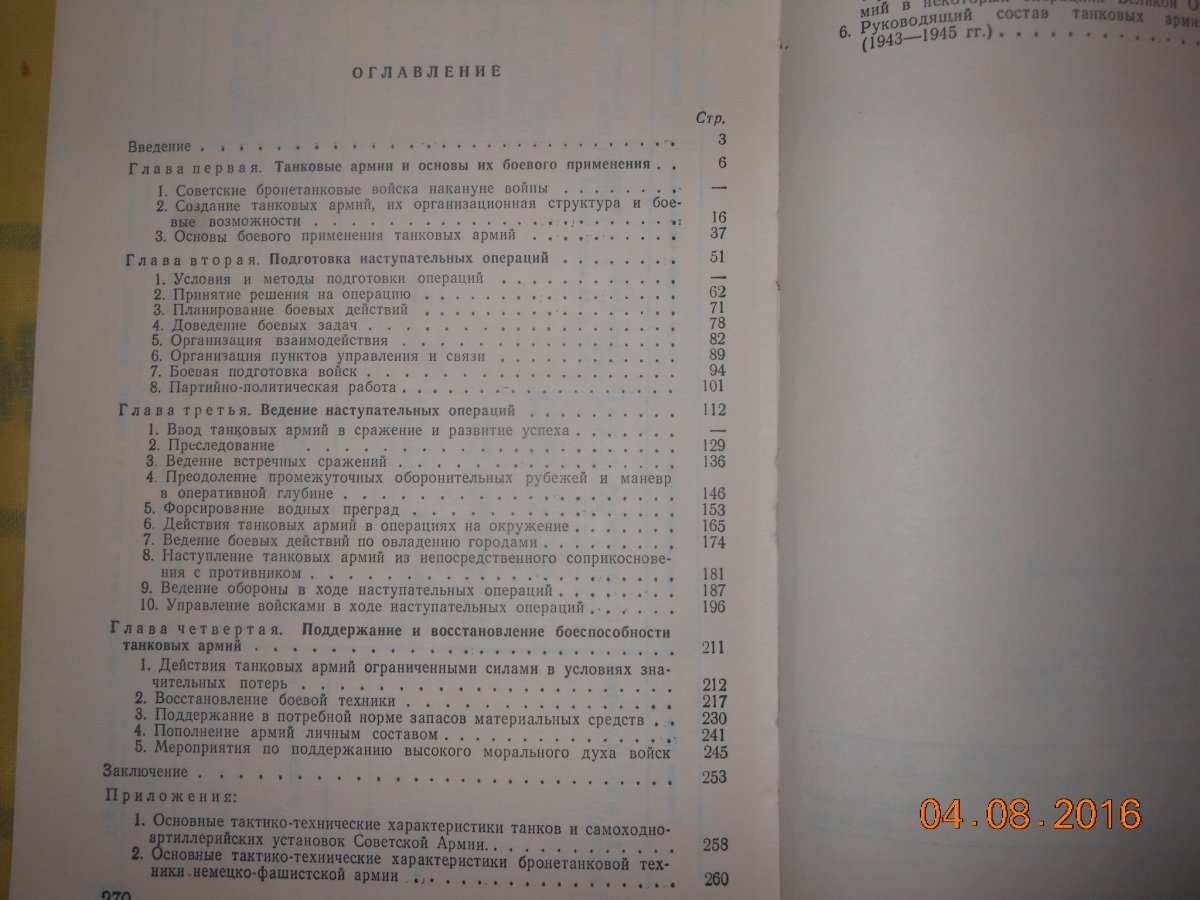 ОГЛАВЛЕНИЕ
Стр.
Введение . . . . . . . . . . . . . . . . . . . . 3
Глава первая. Танковые армии и основы их боевого применения . . 6
1. Советские бронетанковые войска накануне войны . . . . . . . . —
2. Создание танковых армий, их организационная структура и бое-
вые возможности . . . . . . . . . . . . . . . . 16
3. Основы боевого применения танковых армий . . . . . . . . . 37
Глава вторая. Подготовка наступательных операций . . . . . . . . 51
1. Условия и методы подготовки операций . . . . . . . . . . —
2. Принятие решения на операцию . . . . . . . . . . . . . 62
3. Планирование боевых действий . . . . . . . . . . . . . 71
4. Доведение боевых задач . . . . . . . . . . . . . . . . 78
5. Организация взаимодействия . . . . . . . . . . . . . . 82
6. Организация пунктов управления и связи . . . . . . . . . . 89
7. Боевая подготовка войск . . . . . . . . . . . . . . . . 94
8. Партийно-политическая работа . . . . . . . . . . . . . . 101
Глава третья. Ведение наступательных операций . . . . . . . . . 112
1. Ввод танковых армий в сражение и развитие успеха . . . . . . . —
2. Преследование . . . . . . . . . . . . . . . . . . 129
3. Ведение встречных сражений . . . . . . . . . . . . . . 136
4. Преодоление промежуточных оборонительных рубежей и маневр
в оперативной глубине . . . . . . . . . . . . . . . . 146
5. Форсирование водных преград . . . . . . . . . . . . . . 153
6. Действия танковых армий в операциях на окружение . . . . . . . 165
7. Ведение боевых действий по овладению городами . . . . . . . . 174
8. Наступление танковых армий из непосредственного соприкоснове-
ния с противником . . . . . . . . . . . . . . . . . . 181
9. Ведение обороны в ходе наступательных операций . . . . . . . . 187
10. Управление войсками в ходе наступательных операций . . . . . . 196
Глава четвертая. Поддержание и восстановление боеспособности
танковых армий . . . . . . . . . . . . . . . . . . . . 211
1. Действия танковых армий ограниченными силами в условиях зна-
чительных потерь . . . . . . . . . . . . . . . . . . 212
2. Восстановление боевой техники . . . . . . . . . . . . . . 217
3. Поддержание в потребной норме запасов материальных средств . . 230
4. Пополнение армий личным составом . . . . . . . . . . . . 241
5. Мероприятия по поддержанию высокого морального духа войск 245
Заключение . . . . . . . . . . . . . . . . . . . . . . 253
Приложения:
1. Основные тактико-технические характеристики танков и самоходно-
артиллерийских установок Советской Армии. . . . . . . . . . 258
2. Основные тактико-технические характеристики бронетанковой тех-
ники немецко-фашистской армии . . . . . . . . . . . . . . 260
270
мий в некоторых операциях Великой О
6. Руководящий состав танковых арми
(1943—1945 гг.) . . . . . . . . . . .
04.08.2016